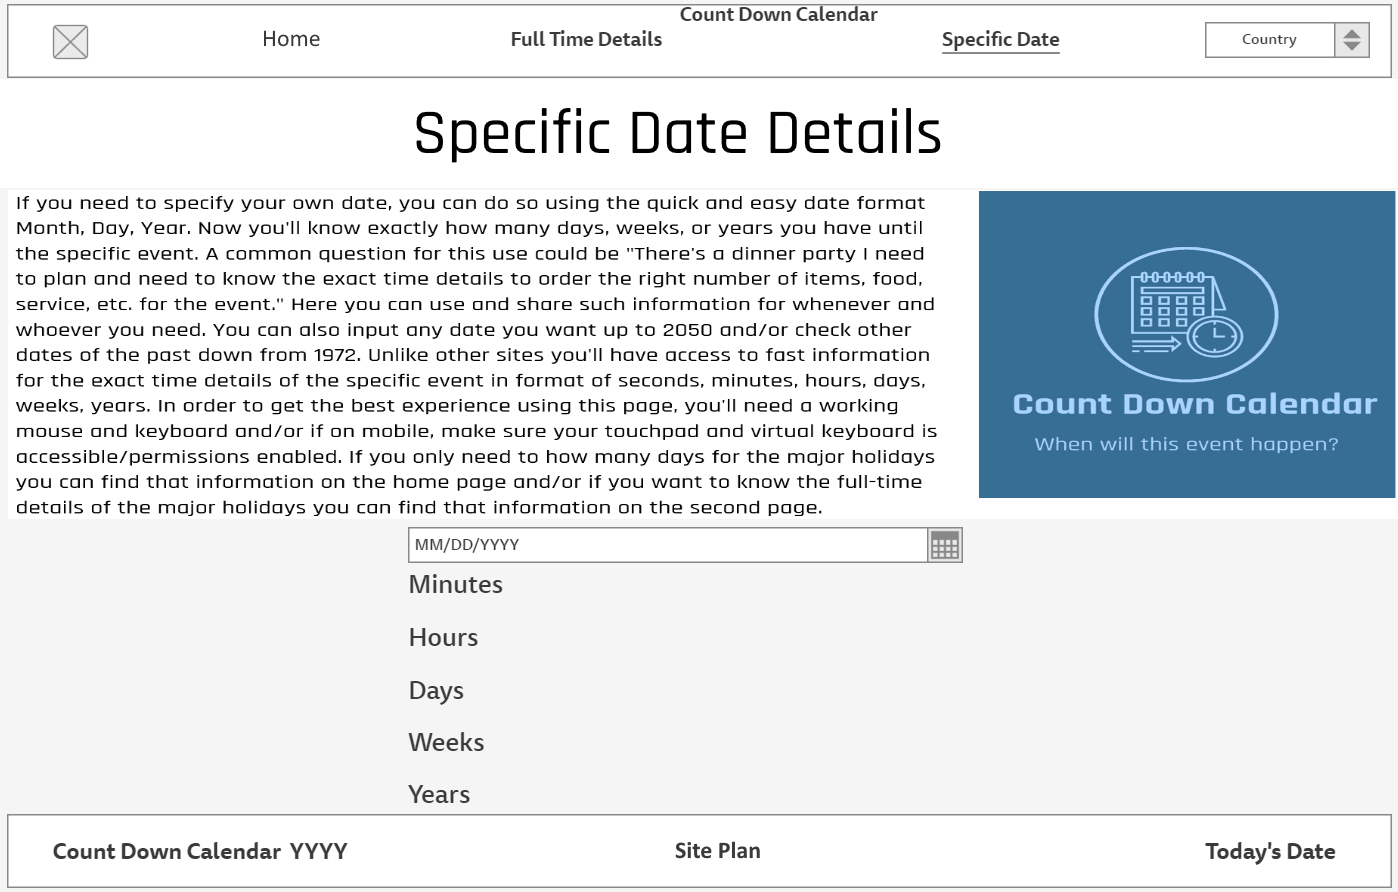 Count Down Calendar
Home
Full Time Details
Specific Date
Country
Specific Date Details
If you need to specify your own date, you can do so using the quick and easy date format
Month, Day, Year. Now you'll know exactly how many days, weeks, or years you have until
the specific event. A common question for this use could be "There's a dinner party I need
to plan and need to know the exact time details to order the right number of items, food,
service, etc. for the event." Here you can use and share such information for whenever and
whoever you need. You can also input any date you want up to 2050 and/or check other
dates of the past down from 1972. Unlike other sites you'll have access to fast information
for the exact time details of the specific event in format of seconds, minutes, hours, days,
weeks, years. In order to get the best experience using this page, you'll need a working
mouse and keyboard and/or if on mobile, make sure your touchpad and virtual keyboard is
accessible/permissions enabled. If you only need to how many days for the major holidays
you can find that information on the home page and/or if you want to know the full-time
details of the major holidays you can find that information on the second page.
Count Down Calendar
When will this event happen?
MM/DD/YYYY
Minutes
Hours
Days
Weeks
Years
Count Down Calendar YYYY
Site Plan
Today's Date